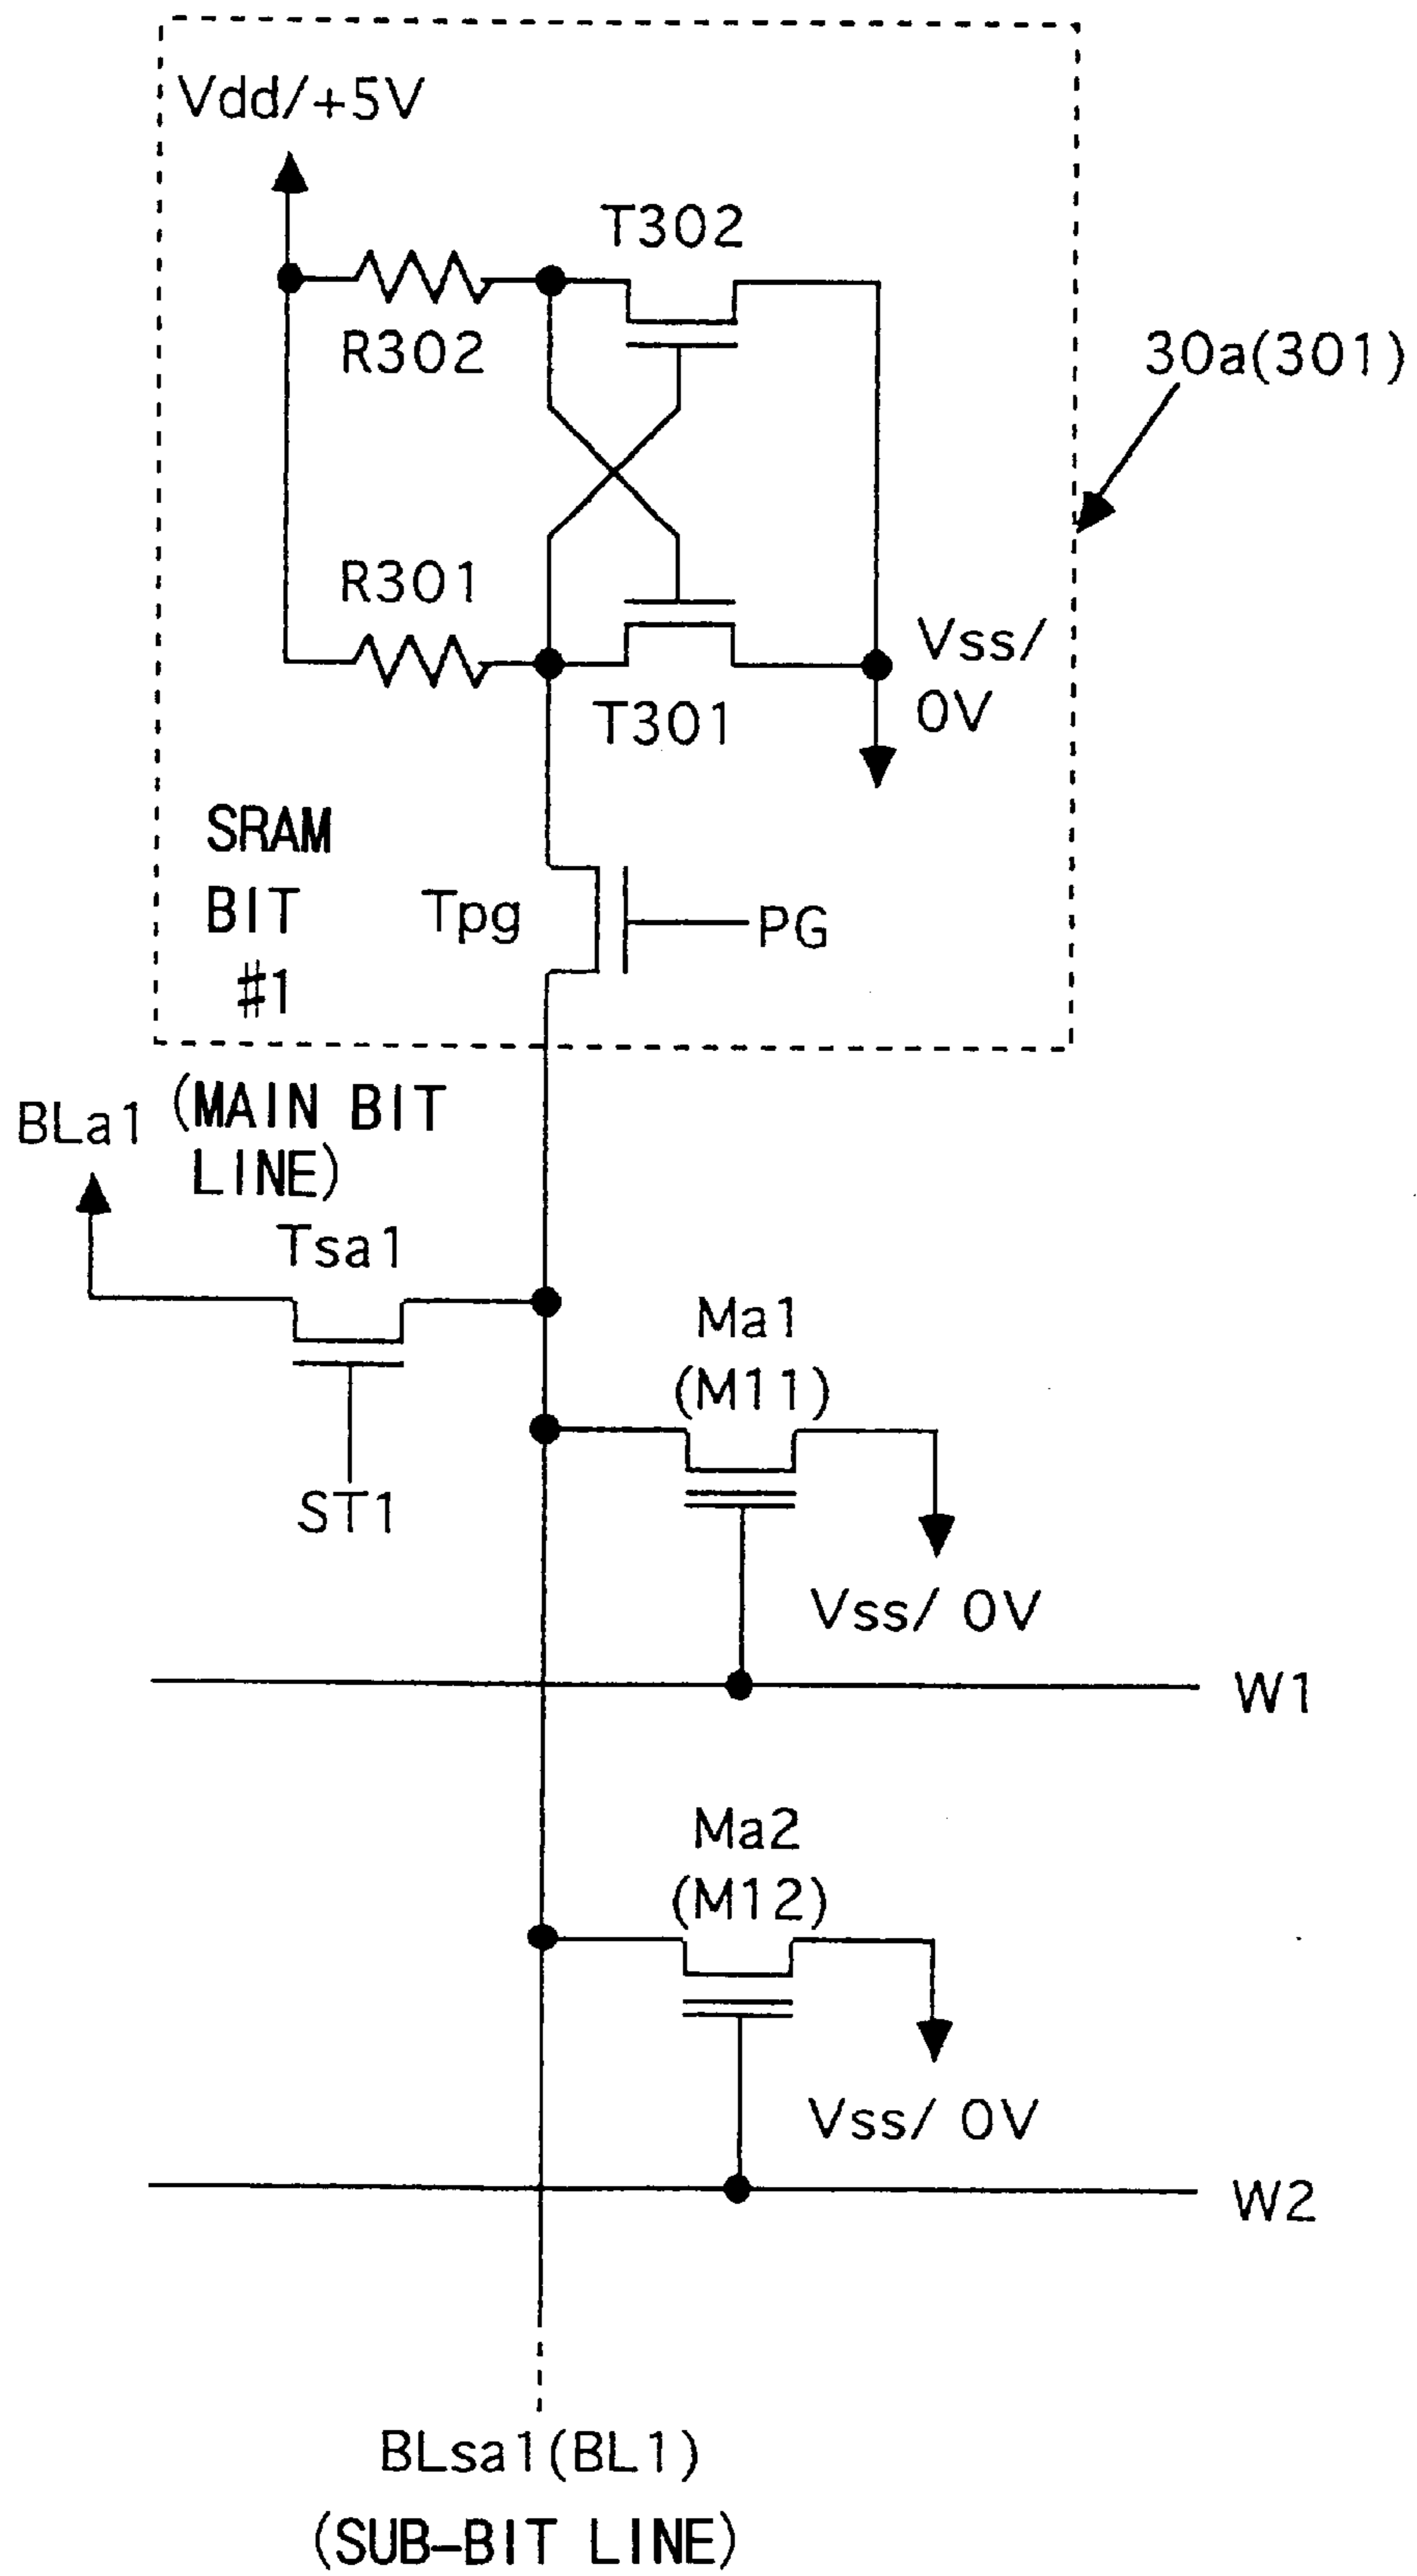 Vdd/+5V
T302
R302
30a(301)
R301
Vss/
0V
T301
SRAM
BIT
#1
Tpg
PG
BLa1
(MAIN BIT
LINE)
Tsa1
Ma1
(M11)
ST1
Vss/ 0V
W1
Ma2
(M12)
Vss/ 0V
W2
BLsa1(BL1)
(SUB-BIT LINE)